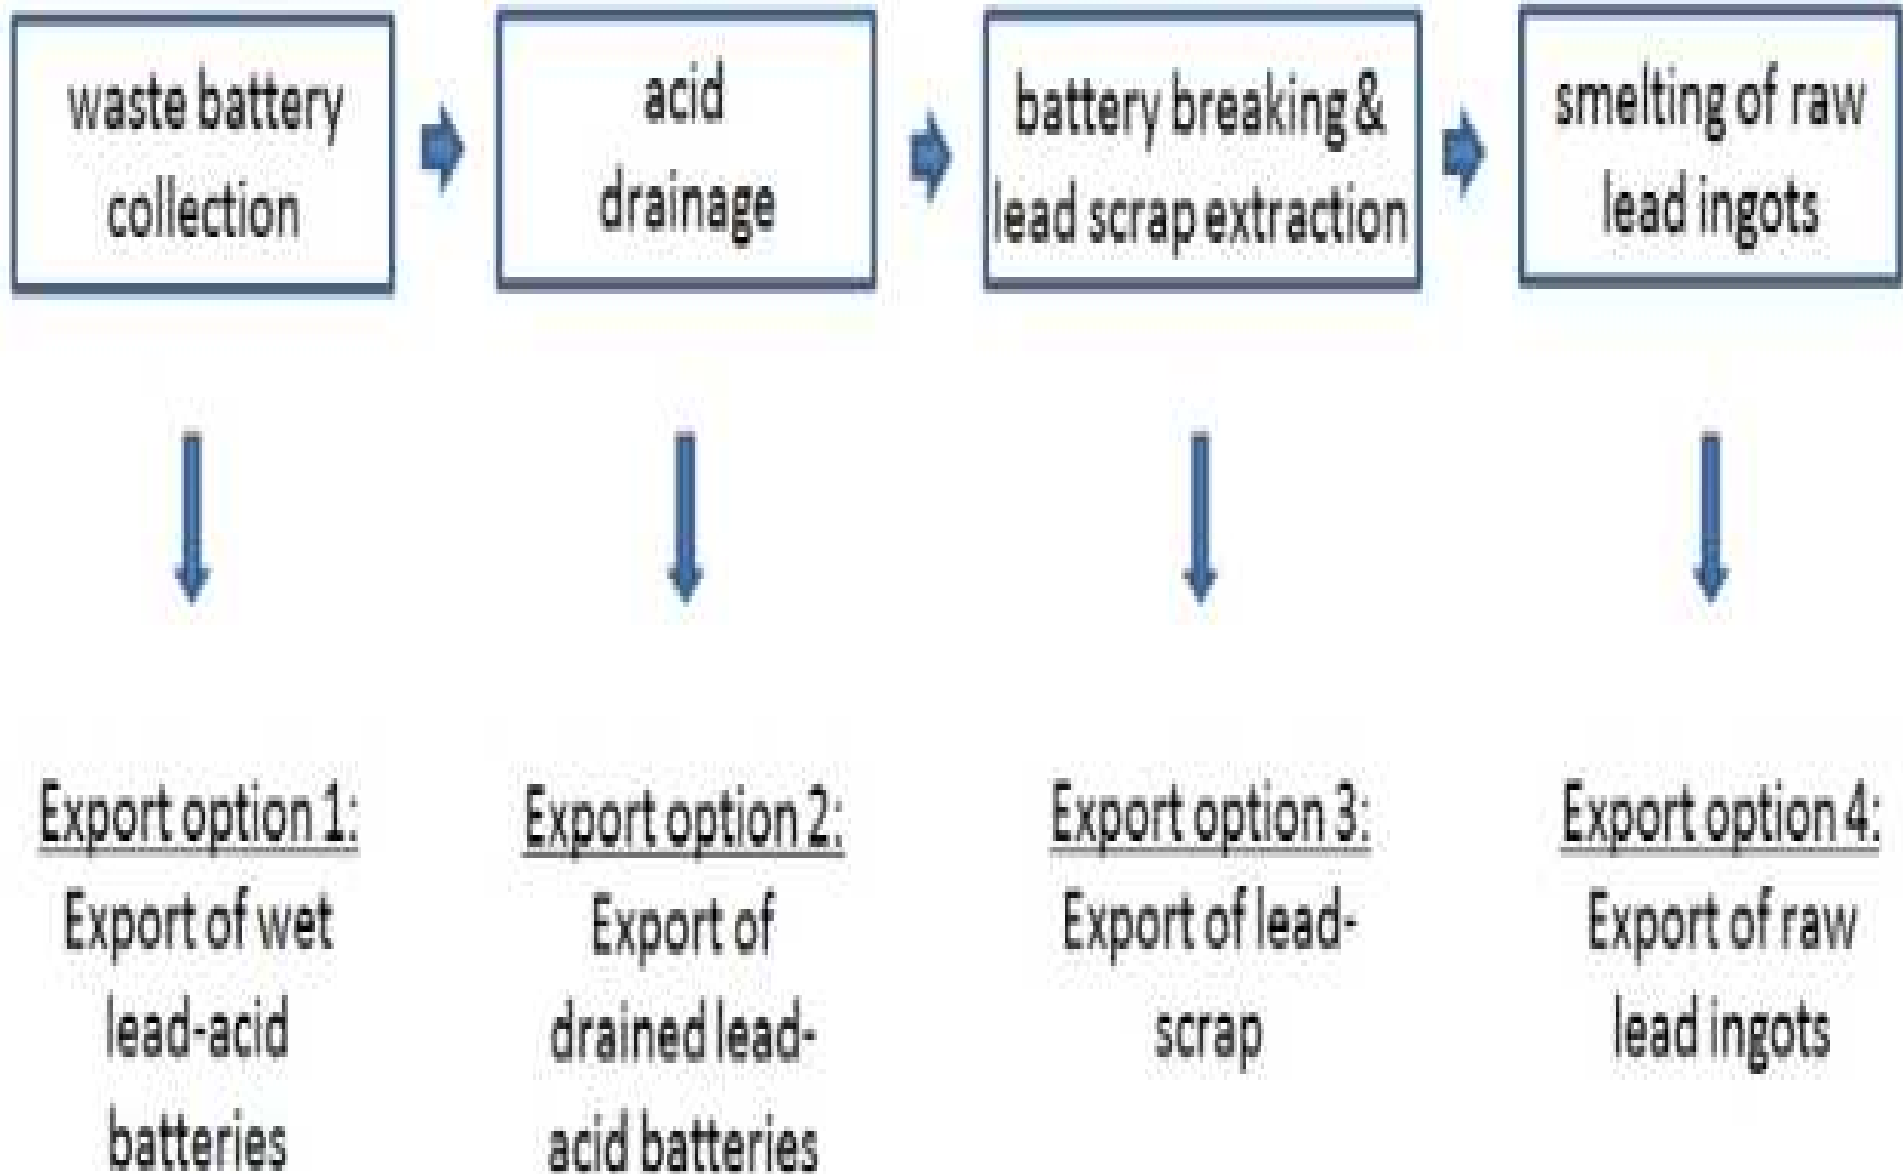 waste battery
collection
acid
drainage
battery breaking &
lead scrap extraction
smelting of raw
lead ingots
Export option 1:
Export of wet
lead-acid
batteries
Export option 2:
Export of
drained lead-
acid batteries
Export option 3:
Export of lead-
scrap
Export option 4:
Export of raw
lead ingots